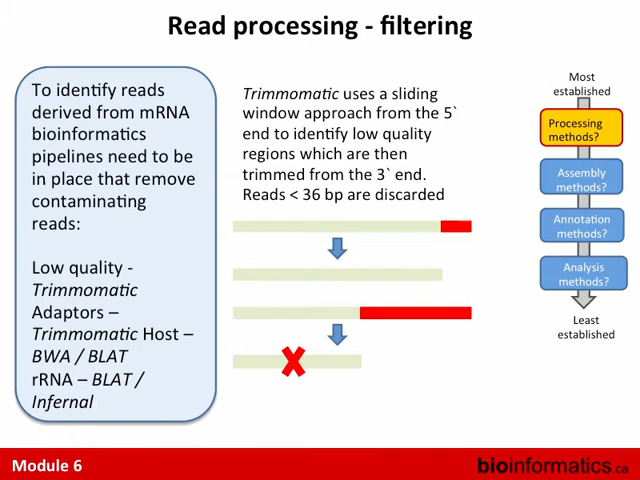 Read processing - filtering
To identify reads
derived from mRNA
bioinformatics
pipelines need to be
in place that remove
contaminating
reads:
Low quality -
Trimmomatic
Adaptors –
Trimmomatic Host –
BWA / BLAT
rRNA – BLAT /
Infernal
Trimmomatic uses a sliding
window approach from the 5`
end to identify low quality
regions which are then
trimmed from the 3` end.
Reads < 36 bp are discarded
Most
established
Processing
methods?
Assembly
methods?
Annotation
methods?
Analysis
methods?
Least
established
Module 6
bioinformatics.ca